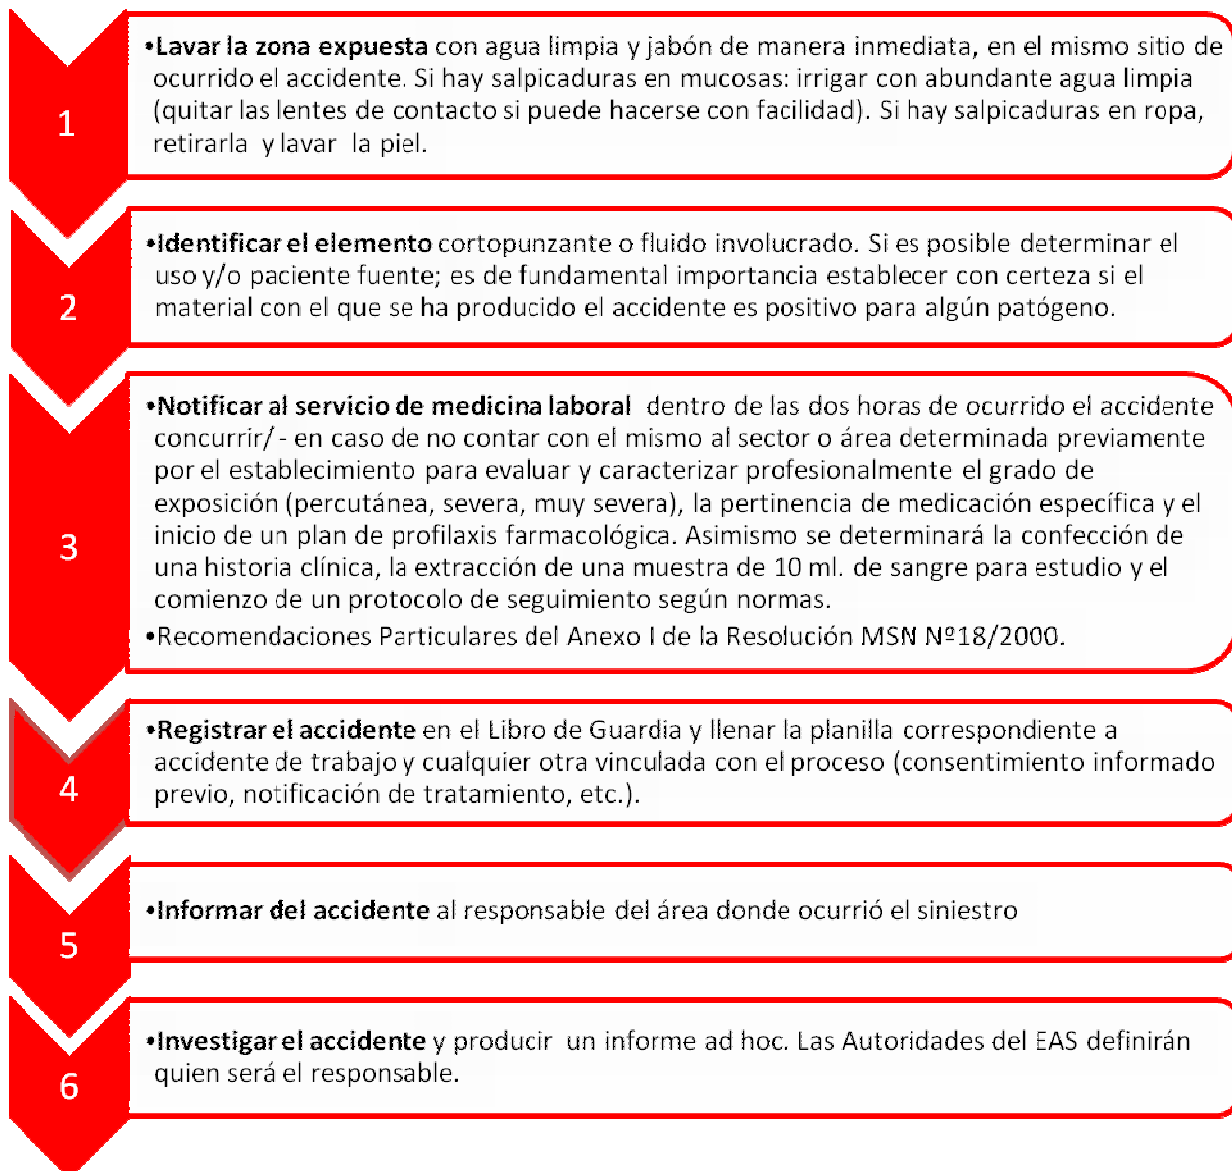 1
•Lavar la zona expuesta con agua limpia y jabón de manera inmediata, en el mismo sitio de
ocurrido el accidente. Si hay salpicaduras en mucosas: irrigar con abundante agua limpia
(quitar las lentes de contacto si puede hacerse con facilidad). Si hay salpicaduras en ropa,
retirarla y lavar la piel.
2
•Identificar el elemento cortopunzante o fluido involucrado. Si es posible determinar el
uso y/o paciente fuente; es de fundamental importancia establecer con certeza si el
material con el que se ha producido el accidente es positivo para algún patógeno.
3
•Notificar al servicio de medicina laboral dentro de las dos horas de ocurrido el accidente
concurrir/ - en caso de no contar con el mismo al sector o área determinada previamente
por el establecimiento para evaluar y caracterizar profesionalmente el grado de
exposición (percutánea, severa, muy severa), la pertinencia de medicación específica y el
inicio de un plan de profilaxis farmacológica. Asimismo se determinará la confección de
una historia clínica, la extracción de una muestra de 10 ml. de sangre para estudio y el
comienzo de un protocolo de seguimiento según normas.
•Recomendaciones Particulares del Anexo I de la Resolución MSN Nº18/2000.
4
•Registrar el accidente en el Libro de Guardia y llenar la planilla correspondiente a
accidente de trabajo y cualquier otra vinculada con el proceso (consentimiento informado
previo, notificación de tratamiento, etc.).
5
•Informar del accidente al responsable del área donde ocurrió el siniestro
6
•Investigar el accidente y producir un informe ad hoc. Las Autoridades del EAS definirán
quien será el responsable.